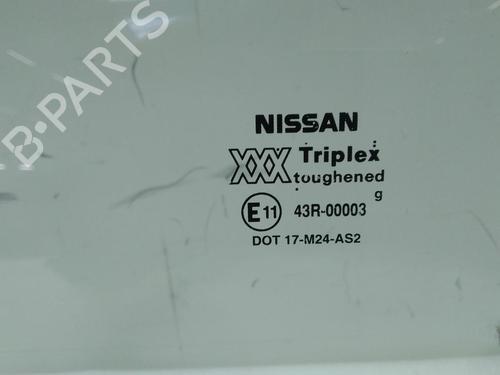 B-PARTS
NISSAN
XXX Triplex
toughened
g
E11 43R-00003
DOT 17-M24-AS2